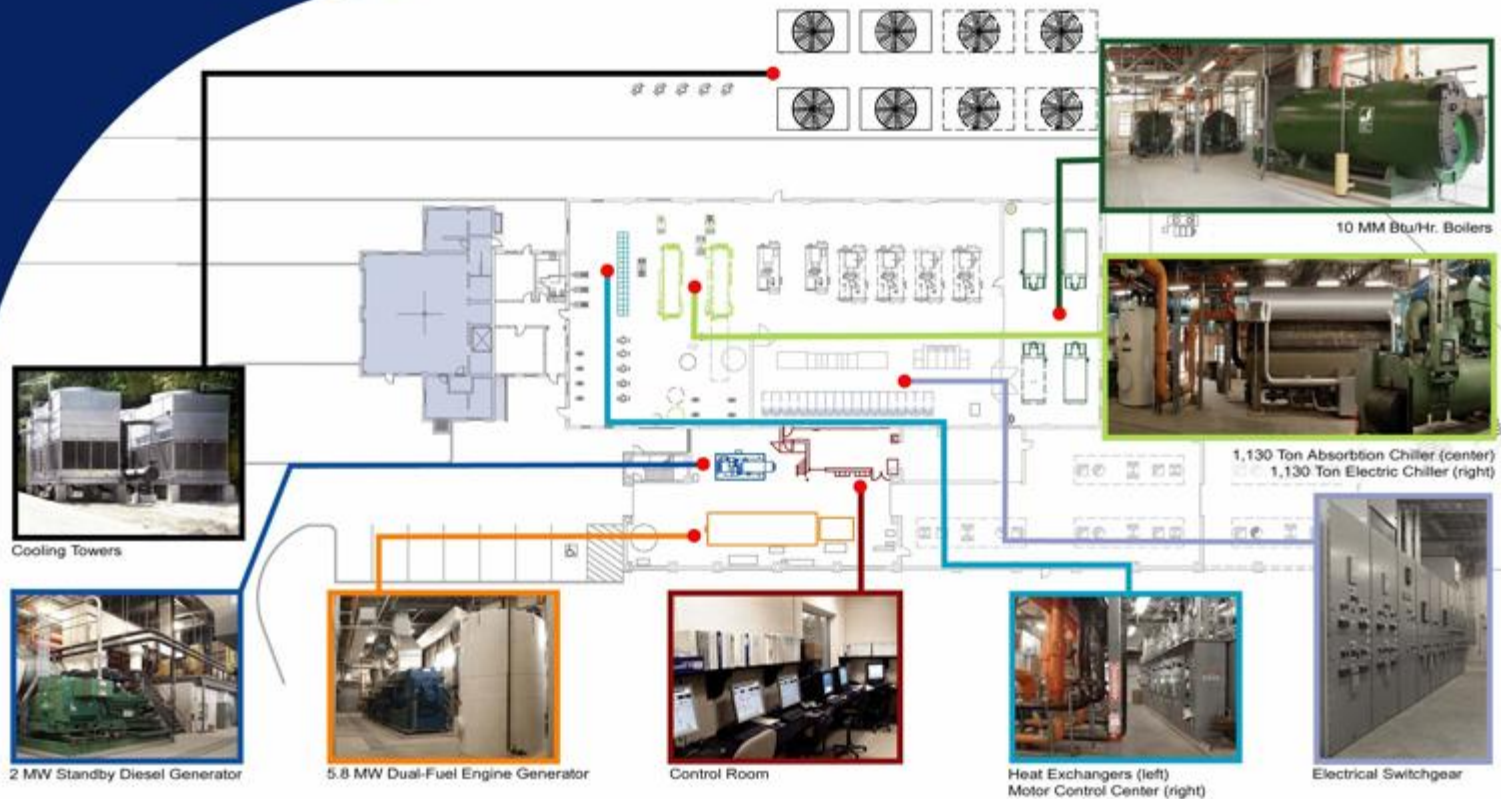 10 MM Btu/Hr. Boilers
1,130 Ton Absorbtion Chiller (center)
1,130 Ton Electric Chiller (right)
Cooling Towers
2 MW Standby Diesel Generator
5.8 MW Dual-Fuel Engine Generator
Control Room
Heat Exchangers (left)
Motor Control Center (right)
Electrical Switchgear